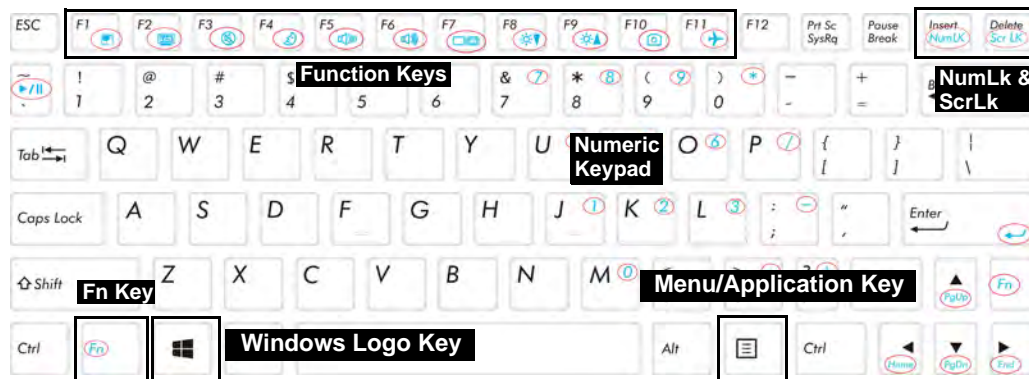 ESC F1 F2 F3 F4 F5 F6 F7 F8 F9 F10 F11 F12 Prt Sc SysRq Pause Break Insert NumLK Delete Scr LK
Function Keys
NumLk &
ScrLk
~ ` ! 1 @ 2 # 3 $ 4 5 6 & 7 7 * 8 8 ( 9 9 ) 0 * _ - + =
Tab Q W E R T Y U O 6 P / { [ } ] | \
Numeric
Keypad
Caps Lock A S D F G H J 1 K 2 L 3 : ; - " ' Enter
Shift Z X C V B N M 0 PgUp Fn
Fn Key
Menu/Application Key
Ctrl Fn Alt Ctrl Home PgDn End
Windows Logo Key